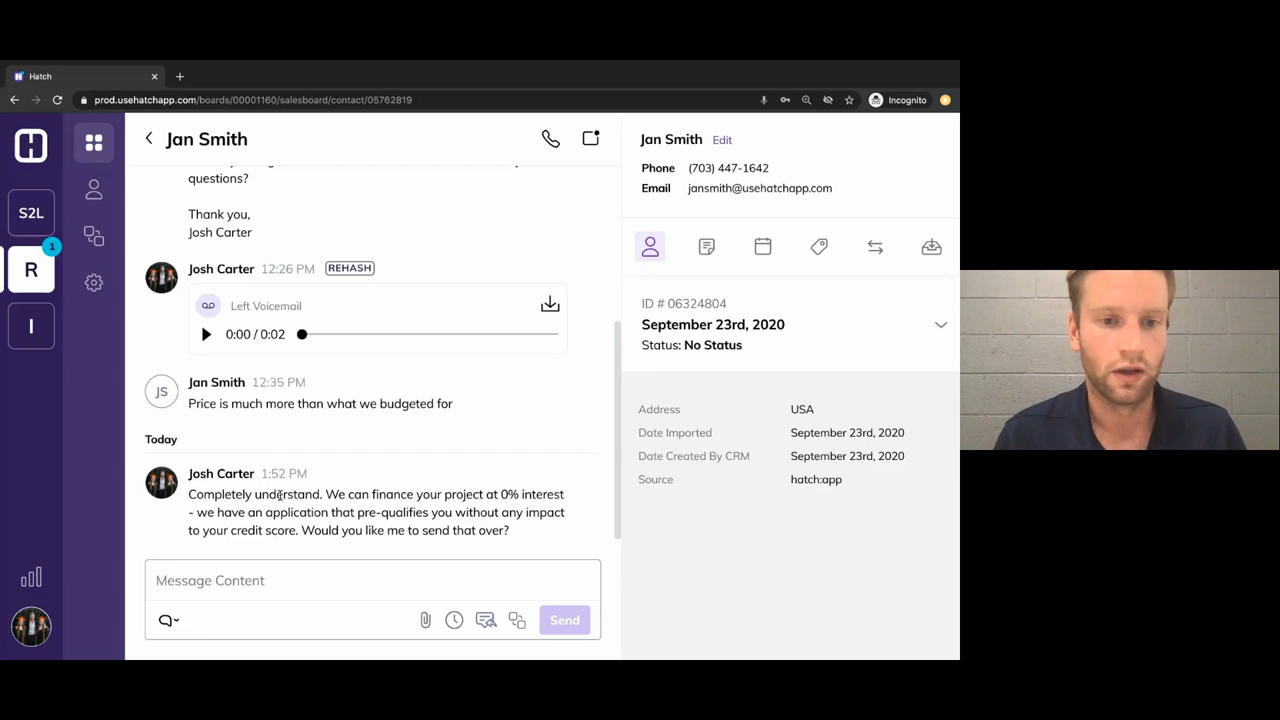 Hatch
prod.usehatchapp.com/boards/00001160/salesboard/contact/05762819
Incognito
S2L
1
R
I
Jan Smith
questions?
Thank you,
Josh Carter
Josh Carter 12:26 PM REHASH
Left Voicemail
0:00 / 0:02
JS
Jan Smith 12:35 PM
Price is much more than what we budgeted for
Today
Josh Carter 1:52 PM
Completely understand. We can finance your project at 0% interest
- we have an application that pre-qualifies you without any impact
to your credit score. Would you like me to send that over?
Message Content
Send
Jan Smith Edit
Phone (703) 447-1642
Email jansmith@usehatchapp.com
ID # 06324804
September 23rd, 2020
Status: No Status
Address USA
Date Imported September 23rd, 2020
Date Created By CRM September 23rd, 2020
Source hatch:app